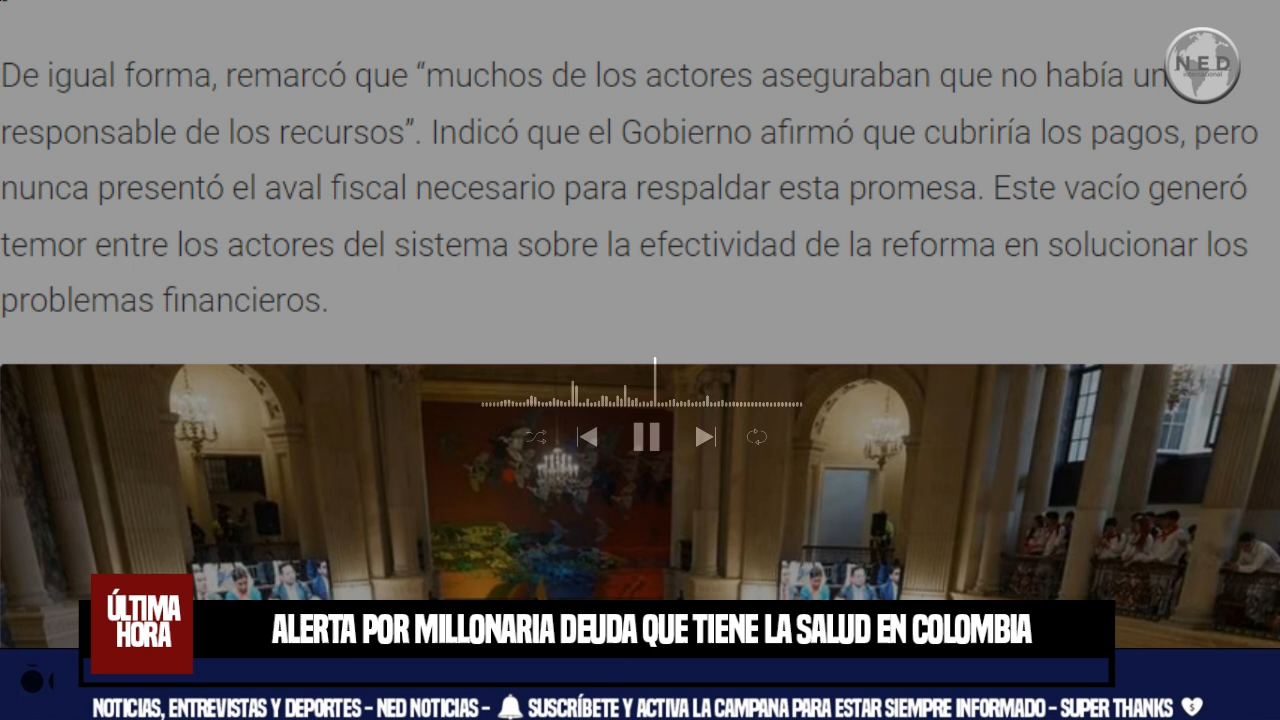 De igual forma, remarcó que “muchos de los actores aseguraban que no había un
responsable de los recursos”. Indicó que el Gobierno afirmó que cubriría los pagos, pero
nunca presentó el aval fiscal necesario para respaldar esta promesa. Este vacío generó
temor entre los actores del sistema sobre la efectividad de la reforma en solucionar los
problemas financieros.
NED
international
ÚLTIMA
HORA
ALERTA POR MILLONARIA DEUDA QUE TIENE LA SALUD EN COLOMBIA
NOTICIAS, ENTREVISTAS Y DEPORTES - NED NOTICIAS - SUSCRÍBETE Y ACTIVA LA CAMPANA PARA ESTAR SIEMPRE INFORMADO - SUPER THANKS